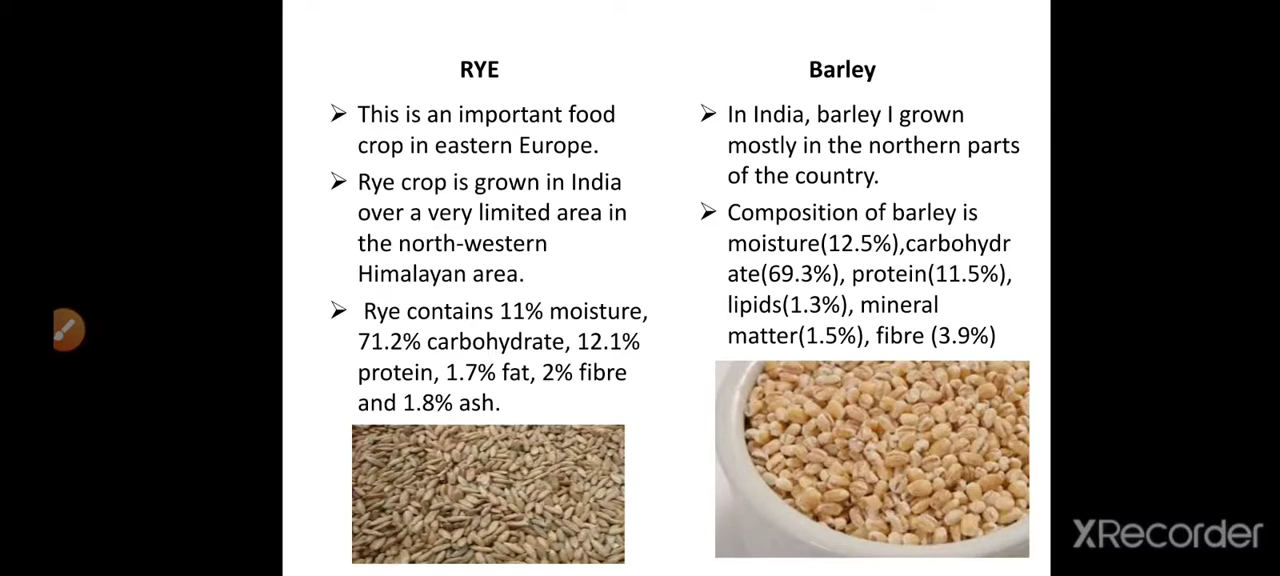 RYE
This is an important food
crop in eastern Europe.
Rye crop is grown in India
over a very limited area in
the north-western
Himalayan area.
Rye contains 11% moisture,
71.2% carbohydrate, 12.1%
protein, 1.7% fat, 2% fibre
and 1.8% ash.
Barley
In India, barley I grown
mostly in the northern parts
of the country.
Composition of barley is
moisture(12.5%),carbohydr
ate(69.3%), protein(11.5%),
lipids(1.3%), mineral
matter(1.5%), fibre (3.9%)
XRecorder